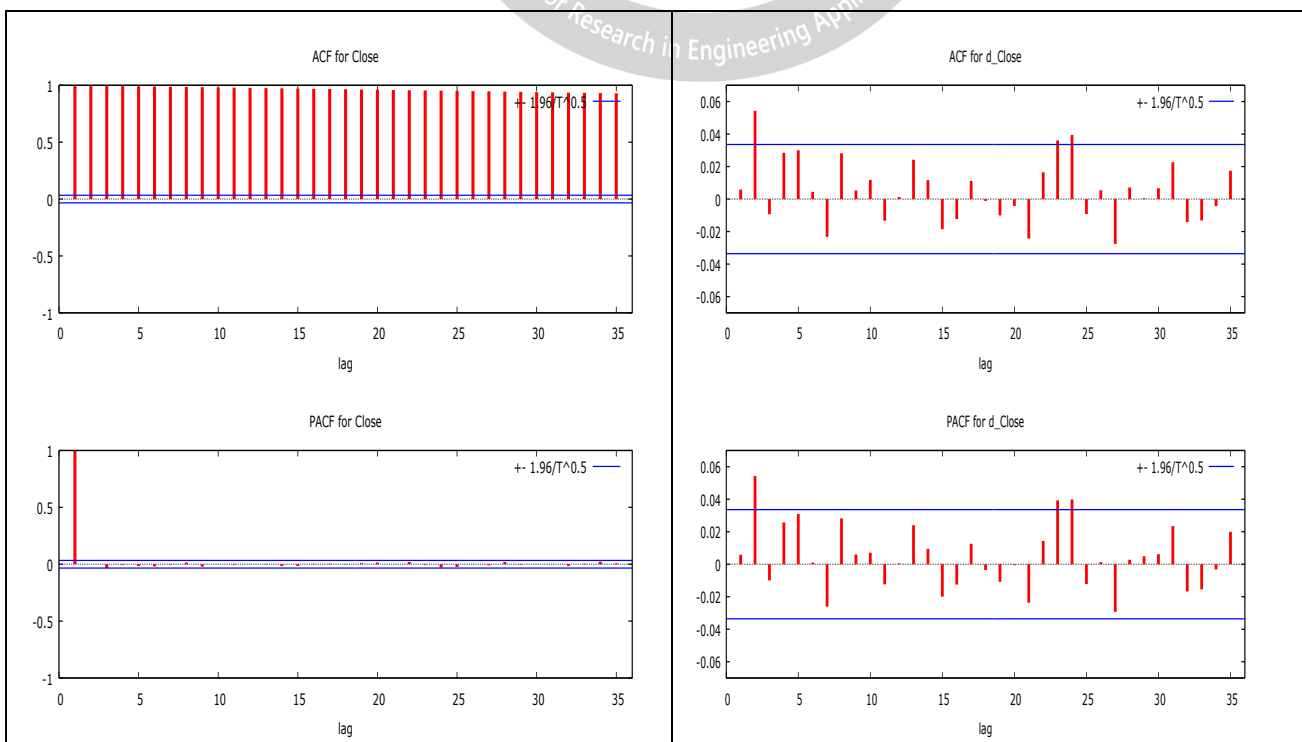 or Research in Engineering Appl
ACF for Close
+- 1.96/T^0.5
1
0.5
0
-0.5
-1
0 5 10 15 20 25 30 35
lag
PACF for Close
+- 1.96/T^0.5
1
0.5
0
-0.5
-1
0 5 10 15 20 25 30 35
lag
ACF for d_Close
+- 1.96/T^0.5
0.06
0.04
0.02
0
-0.02
-0.04
-0.06
0 5 10 15 20 25 30 35
lag
PACF for d_Close
+- 1.96/T^0.5
0.06
0.04
0.02
0
-0.02
-0.04
-0.06
0 5 10 15 20 25 30 35
lag